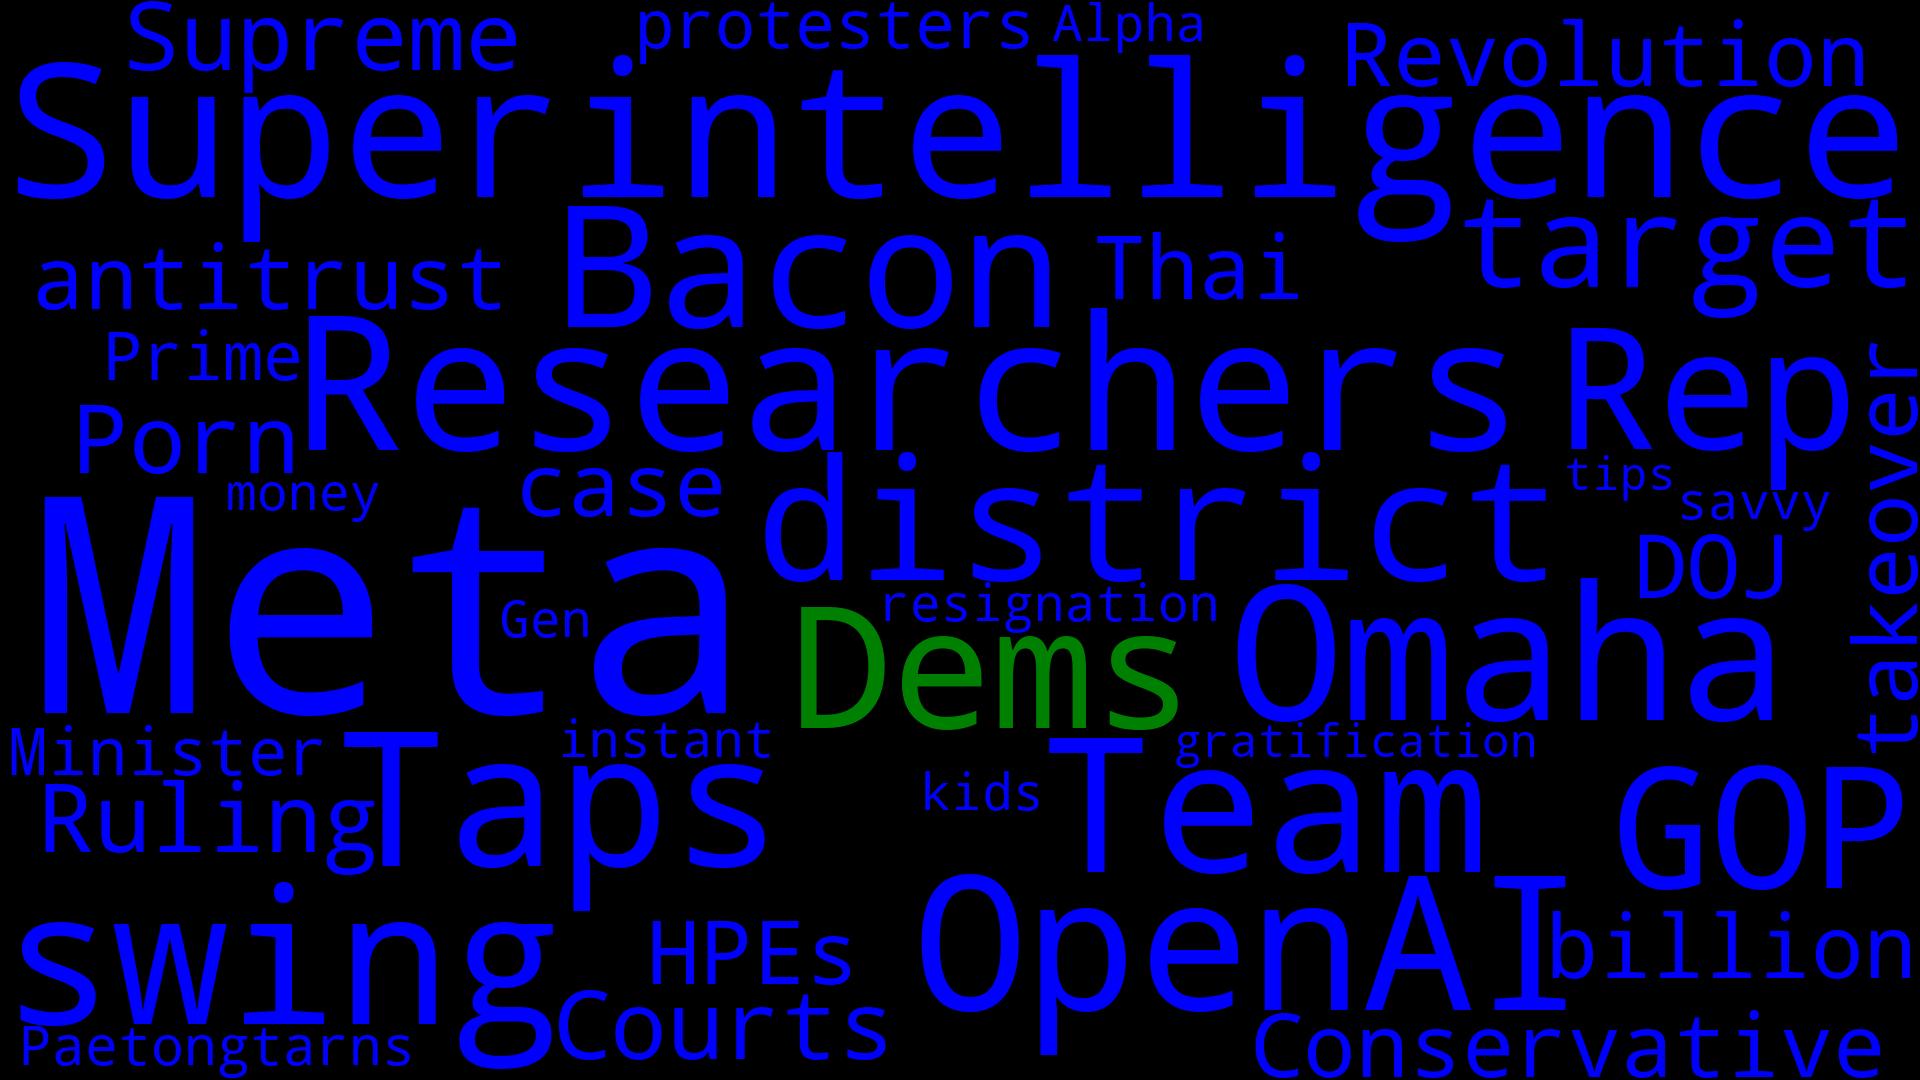 Supreme
protesters
Alpha
Revolution
Superintelligence
antitrust
Bacon
Thai
target
Prime
Researchers
Rep
takeover
Porn
money
case
district
tips
savvy
Meta
Gen
resignation
DOJ
Dems
Omaha
Minister
Taps
instant
gratification
kids
Team
GOP
Ruling
swing
HPEs
OpenAI
billion
Courts
Paetongtarns
Conservative